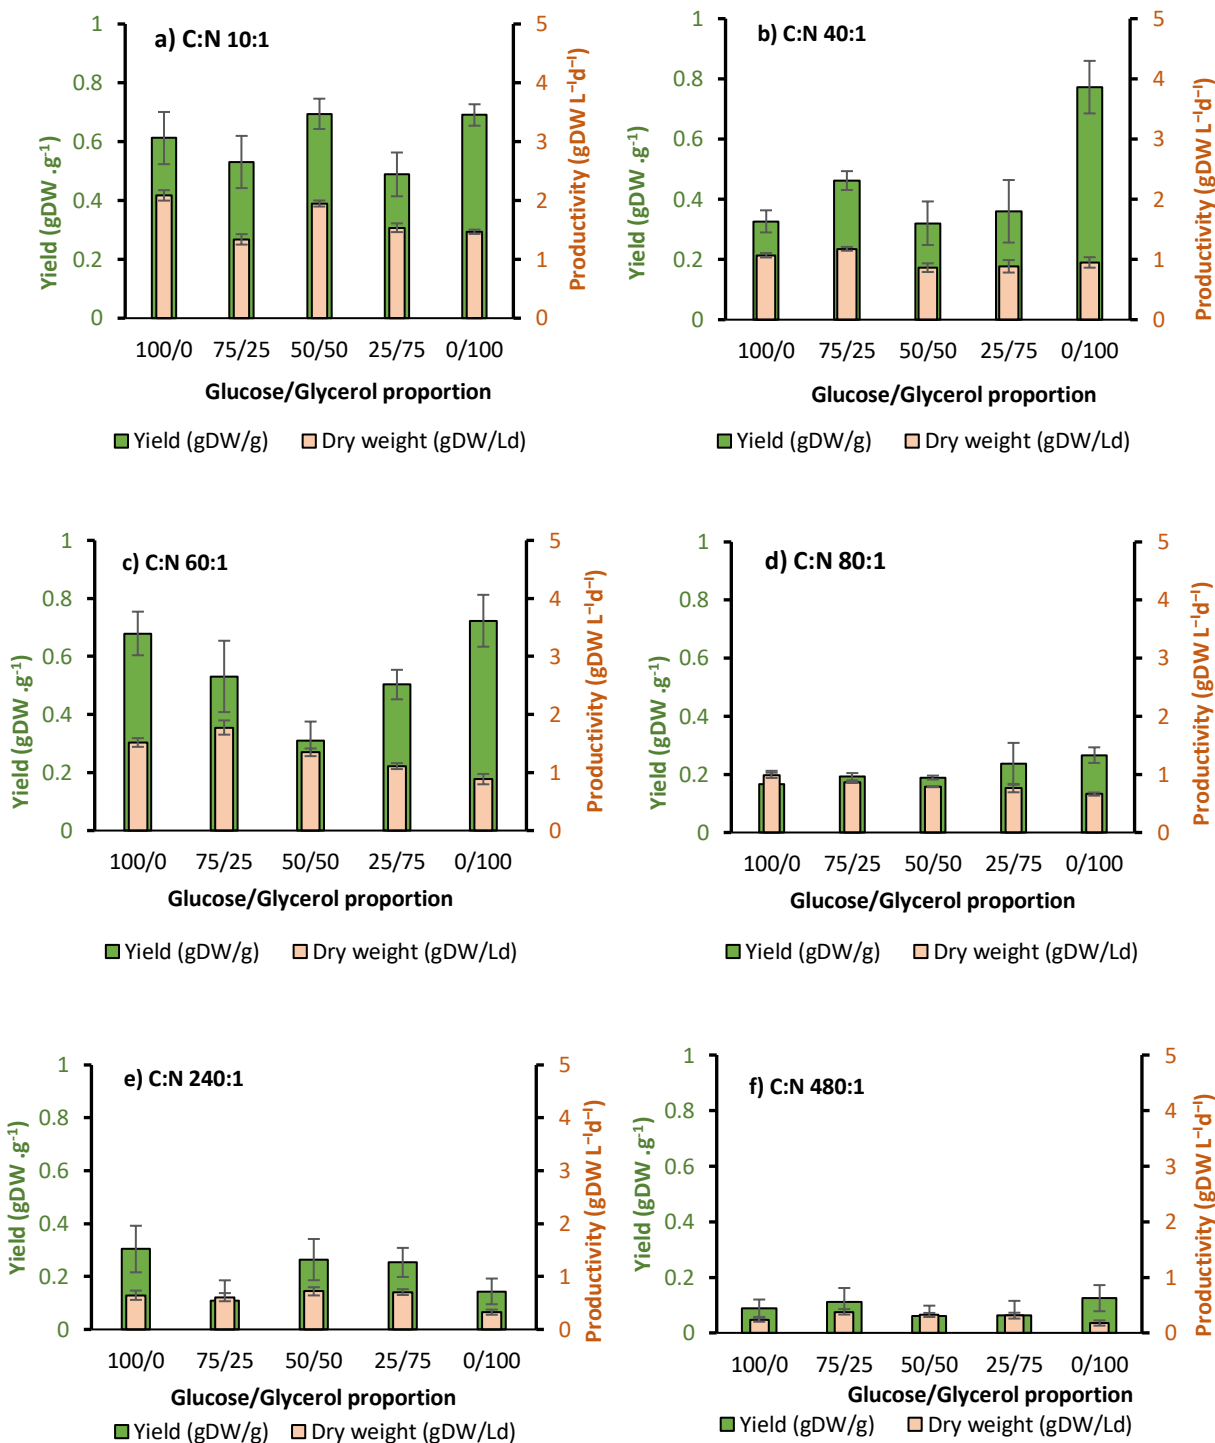 a) C:N 10:1
Yield (gDW .g⁻¹)
1
0.8
0.6
0.4
0.2
0
5
4
3
2
1
0
Productivity (gDW L⁻¹d⁻¹)
100/0 75/25 50/50 25/75 0/100
Glucose/Glycerol proportion
Yield (gDW/g) Dry weight (gDW/Ld)
b) C:N 40:1
Yield (gDW .g⁻¹)
1
0.8
0.6
0.4
0.2
0
5
4
3
2
1
0
Productivity (gDW L⁻¹d⁻¹)
100/0 75/25 50/50 25/75 0/100
Glucose/Glycerol proportion
Yield (gDW/g) Dry weight (gDW/Ld)
c) C:N 60:1
Yield (gDW .g⁻¹)
1
0.8
0.6
0.4
0.2
0
5
4
3
2
1
0
Productivity (gDW L⁻¹d⁻¹)
100/0 75/25 50/50 25/75 0/100
Glucose/Glycerol proportion
Yield (gDW/g) Dry weight (gDW/Ld)
d) C:N 80:1
Yield (gDW .g⁻¹)
1
0.8
0.6
0.4
0.2
0
5
4
3
2
1
0
Productivity (gDW L⁻¹d⁻¹)
100/0 75/25 50/50 25/75 0/100
Glucose/Glycerol proportion
Yield (gDW/g) Dry weight (gDW/Ld)
e) C:N 240:1
Yield (gDW .g⁻¹)
1
0.8
0.6
0.4
0.2
0
5
4
3
2
1
0
Productivity (gDW L⁻¹d⁻¹)
100/0 75/25 50/50 25/75 0/100
Glucose/Glycerol proportion
Yield (gDW/g) Dry weight (gDW/Ld)
f) C:N 480:1
Yield (gDW .g⁻¹)
1
0.8
0.6
0.4
0.2
0
5
4
3
2
1
0
Productivity (gDW L⁻¹d⁻¹)
100/0 75/25 50/50 25/75 0/100
Glucose/Glycerol proportion
Yield (gDW/g) Dry weight (gDW/Ld)